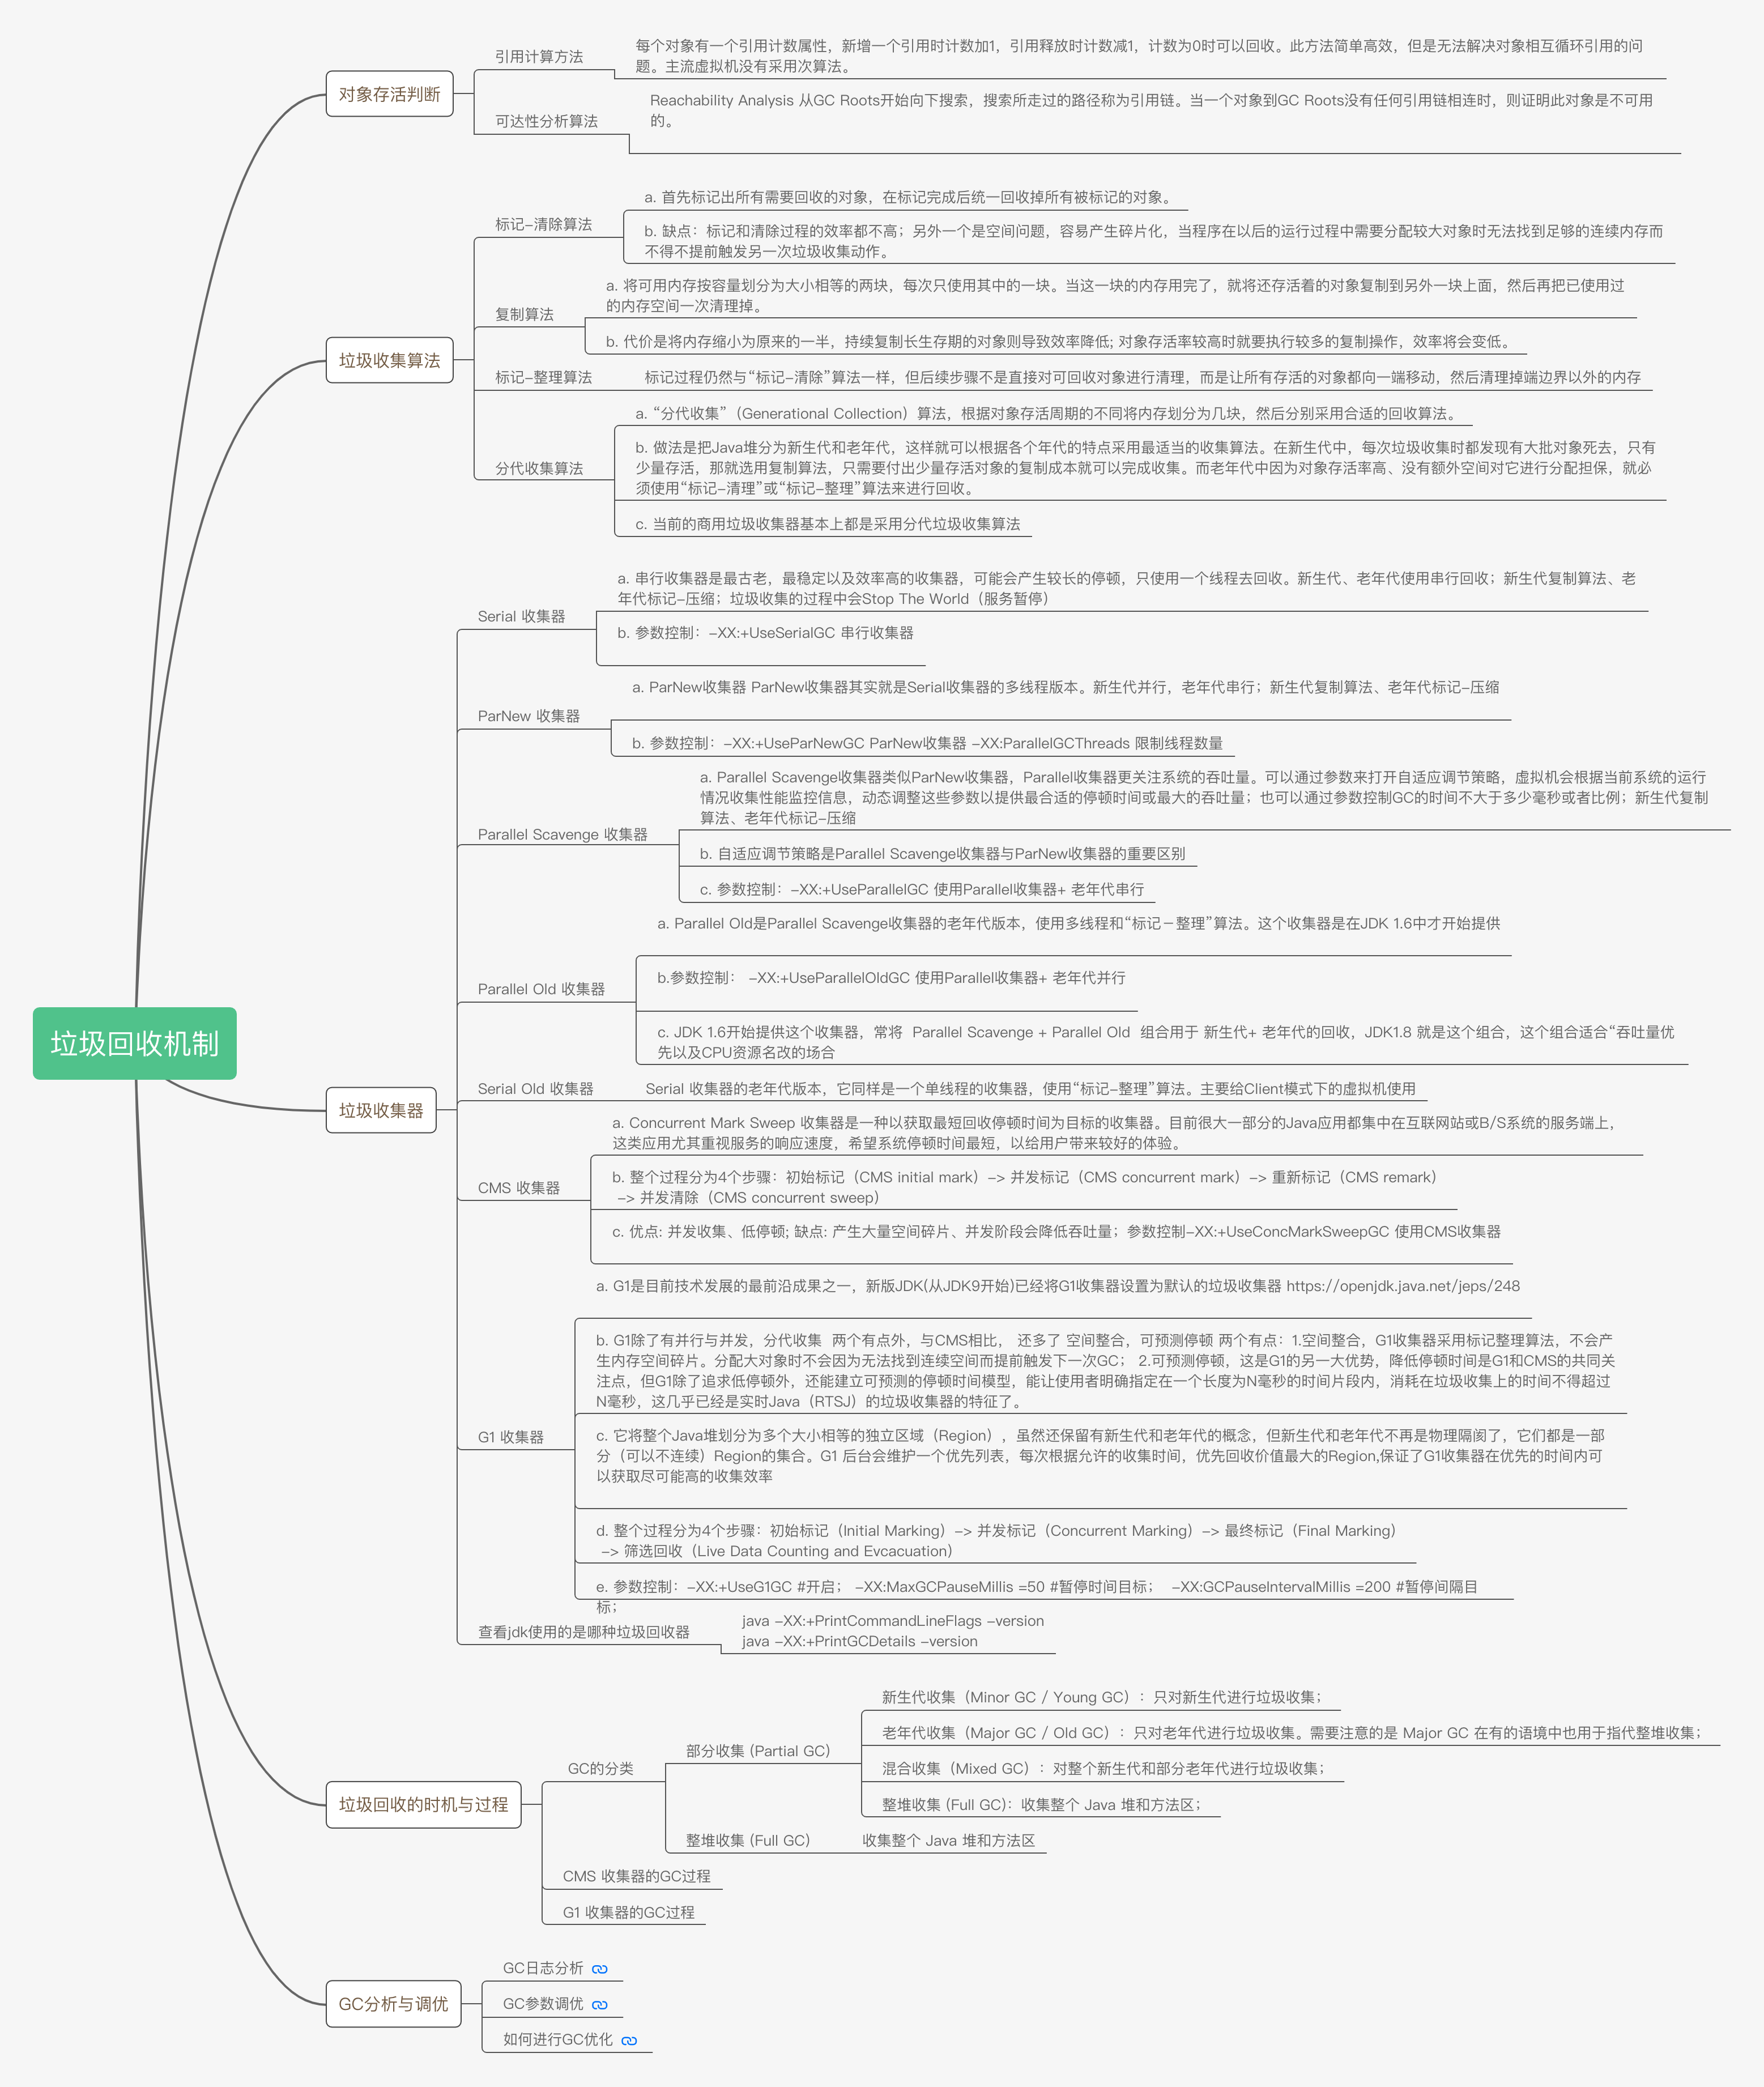 垃圾回收机制
对象存活判断
引用计算方法
每个对象有一个引用计数属性，新增一个引用时计数加1，引用释放时计数减1，计数为0时可以回收。此方法简单高效，但是无法解决对象相互循环引用的问
题。主流虚拟机没有采用次算法。
可达性分析算法
Reachability Analysis 从GC Roots开始向下搜索，搜索所走过的路径称为引用链。当一个对象到GC Roots没有任何引用链相连时，则证明此对象是不可用
的。
垃圾收集算法
标记-清除算法
a. 首先标记出所有需要回收的对象，在标记完成后统一回收掉所有被标记的对象。
b. 缺点：标记和清除过程的效率都不高；另外一个是空间问题，容易产生碎片化，当程序在以后的运行过程中需要分配较大对象时无法找到足够的连续内存而
不得不提前触发另一次垃圾收集动作。
复制算法
a. 将可用内存按容量划分为大小相等的两块，每次只使用其中的一块。当这一块的内存用完了，就将还存活着的对象复制到另外一块上面，然后再把已使用过
的内存空间一次清理掉。
b. 代价是将内存缩小为原来的一半，持续复制长生存期的对象则导致效率降低; 对象存活率较高时就要执行较多的复制操作，效率将会变低。
标记-整理算法
标记过程仍然与“标记-清除”算法一样，但后续步骤不是直接对可回收对象进行清理，而是让所有存活的对象都向一端移动，然后清理掉端边界以外的内存
分代收集算法
a. “分代收集”（Generational Collection）算法，根据对象存活周期的不同将内存划分为几块，然后分别采用合适的回收算法。
b. 做法是把Java堆分为新生代和老年代，这样就可以根据各个年代的特点采用最适当的收集算法。在新生代中，每次垃圾收集时都发现有大批对象死去，只有
少量存活，那就选用复制算法，只需要付出少量存活对象的复制成本就可以完成收集。而老年代中因为对象存活率高、没有额外空间对它进行分配担保，就必
须使用“标记-清理”或“标记-整理”算法来进行回收。
c. 当前的商用垃圾收集器基本上都是采用分代垃圾收集算法
垃圾收集器
Serial 收集器
a. 串行收集器是最古老，最稳定以及效率高的收集器，可能会产生较长的停顿，只使用一个线程去回收。新生代、老年代使用串行回收；新生代复制算法、老
年代标记-压缩；垃圾收集的过程中会Stop The World（服务暂停）
b. 参数控制：-XX:+UseSerialGC 串行收集器
ParNew 收集器
a. ParNew收集器 ParNew收集器其实就是Serial收集器的多线程版本。新生代并行，老年代串行；新生代复制算法、老年代标记-压缩
b. 参数控制：-XX:+UseParNewGC ParNew收集器 -XX:ParallelGCThreads 限制线程数量
Parallel Scavenge 收集器
a. Parallel Scavenge收集器类似ParNew收集器，Parallel收集器更关注系统的吞吐量。可以通过参数来打开自适应调节策略，虚拟机会根据当前系统的运行
情况收集性能监控信息，动态调整这些参数以提供最合适的停顿时间或最大的吞吐量；也可以通过参数控制GC的时间不大于多少毫秒或者比例；新生代复制
算法、老年代标记-压缩
b. 自适应调节策略是Parallel Scavenge收集器与ParNew收集器的重要区别
c. 参数控制：-XX:+UseParallelGC 使用Parallel收集器+ 老年代串行
Parallel Old 收集器
a. Parallel Old是Parallel Scavenge收集器的老年代版本，使用多线程和“标记－整理”算法。这个收集器是在JDK 1.6中才开始提供
b.参数控制： -XX:+UseParallelOldGC 使用Parallel收集器+ 老年代并行
c. JDK 1.6开始提供这个收集器，常将 Parallel Scavenge + Parallel Old 组合用于 新生代+ 老年代的回收，JDK1.8 就是这个组合，这个组合适合“吞吐量优
先以及CPU资源名改的场合
Serial Old 收集器
Serial 收集器的老年代版本，它同样是一个单线程的收集器，使用“标记-整理”算法。主要给Client模式下的虚拟机使用
CMS 收集器
a. Concurrent Mark Sweep 收集器是一种以获取最短回收停顿时间为目标的收集器。目前很大一部分的Java应用都集中在互联网站或B/S系统的服务端上，
这类应用尤其重视服务的响应速度，希望系统停顿时间最短，以给用户带来较好的体验。
b. 整个过程分为4个步骤：初始标记（CMS initial mark）-> 并发标记（CMS concurrent mark）-> 重新标记（CMS remark）
-> 并发清除（CMS concurrent sweep）
c. 优点: 并发收集、低停顿; 缺点: 产生大量空间碎片、并发阶段会降低吞吐量；参数控制-XX:+UseConcMarkSweepGC 使用CMS收集器
G1 收集器
a. G1是目前技术发展的最前沿成果之一，新版JDK(从JDK9开始)已经将G1收集器设置为默认的垃圾收集器 https://openjdk.java.net/jeps/248
b. G1除了有并行与并发，分代收集 两个有点外，与CMS相比， 还多了 空间整合，可预测停顿 两个有点：1.空间整合，G1收集器采用标记整理算法，不会产
生内存空间碎片。分配大对象时不会因为无法找到连续空间而提前触发下一次GC； 2.可预测停顿，这是G1的另一大优势，降低停顿时间是G1和CMS的共同关
注点，但G1除了追求低停顿外，还能建立可预测的停顿时间模型，能让使用者明确指定在一个长度为N毫秒的时间片段内，消耗在垃圾收集上的时间不得超过
N毫秒，这几乎已经是实时Java（RTSJ）的垃圾收集器的特征了。
c. 它将整个Java堆划分为多个大小相等的独立区域（Region），虽然还保留有新生代和老年代的概念，但新生代和老年代不再是物理隔阂了，它们都是一部
分（可以不连续）Region的集合。G1 后台会维护一个优先列表，每次根据允许的收集时间，优先回收价值最大的Region,保证了G1收集器在优先的时间内可
以获取尽可能高的收集效率
d. 整个过程分为4个步骤：初始标记（Initial Marking）-> 并发标记（Concurrent Marking）-> 最终标记（Final Marking）
-> 筛选回收（Live Data Counting and Evcacuation）
e. 参数控制：-XX:+UseG1GC #开启； -XX:MaxGCPauseMillis =50 #暂停时间目标； -XX:GCPauseIntervalMillis =200 #暂停间隔目
标；
查看jdk使用的是哪种垃圾回收器
java -XX:+PrintCommandLineFlags -version
java -XX:+PrintGCDetails -version
垃圾回收的时机与过程
GC的分类
部分收集 (Partial GC)
新生代收集（Minor GC / Young GC）：只对新生代进行垃圾收集；
老年代收集（Major GC / Old GC）：只对老年代进行垃圾收集。需要注意的是 Major GC 在有的语境中也用于指代整堆收集；
混合收集（Mixed GC）：对整个新生代和部分老年代进行垃圾收集；
整堆收集 (Full GC)：收集整个 Java 堆和方法区；
整堆收集 (Full GC)
收集整个 Java 堆和方法区
CMS 收集器的GC过程
G1 收集器的GC过程
GC分析与调优
GC日志分析
GC参数调优
如何进行GC优化